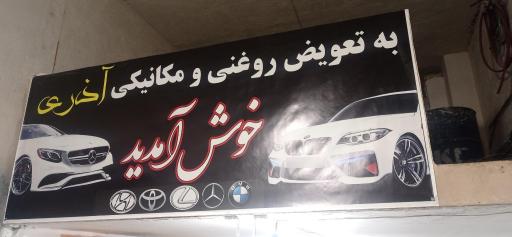 به تعویض روغنی و مکانیکی آذری
خوش آمدید